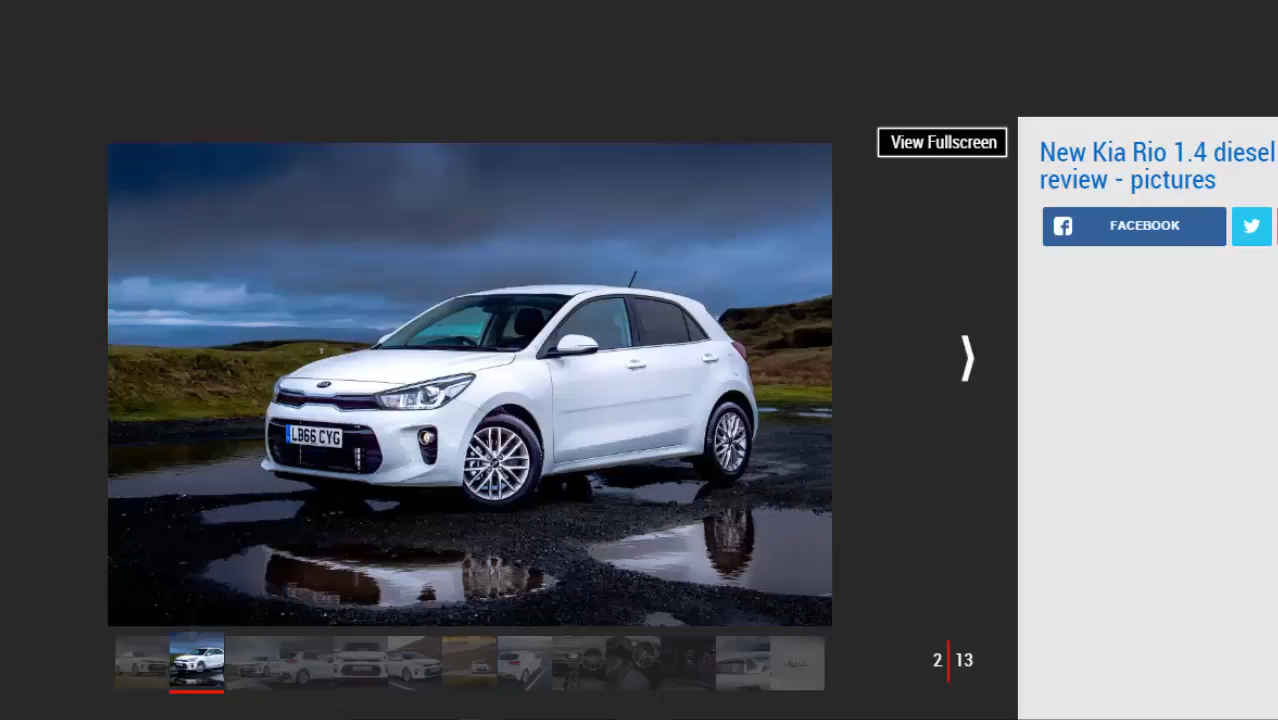 View Fullscreen
New Kia Rio 1.4 diesel
review - pictures
FACEBOOK
LB66 CYG
2 13